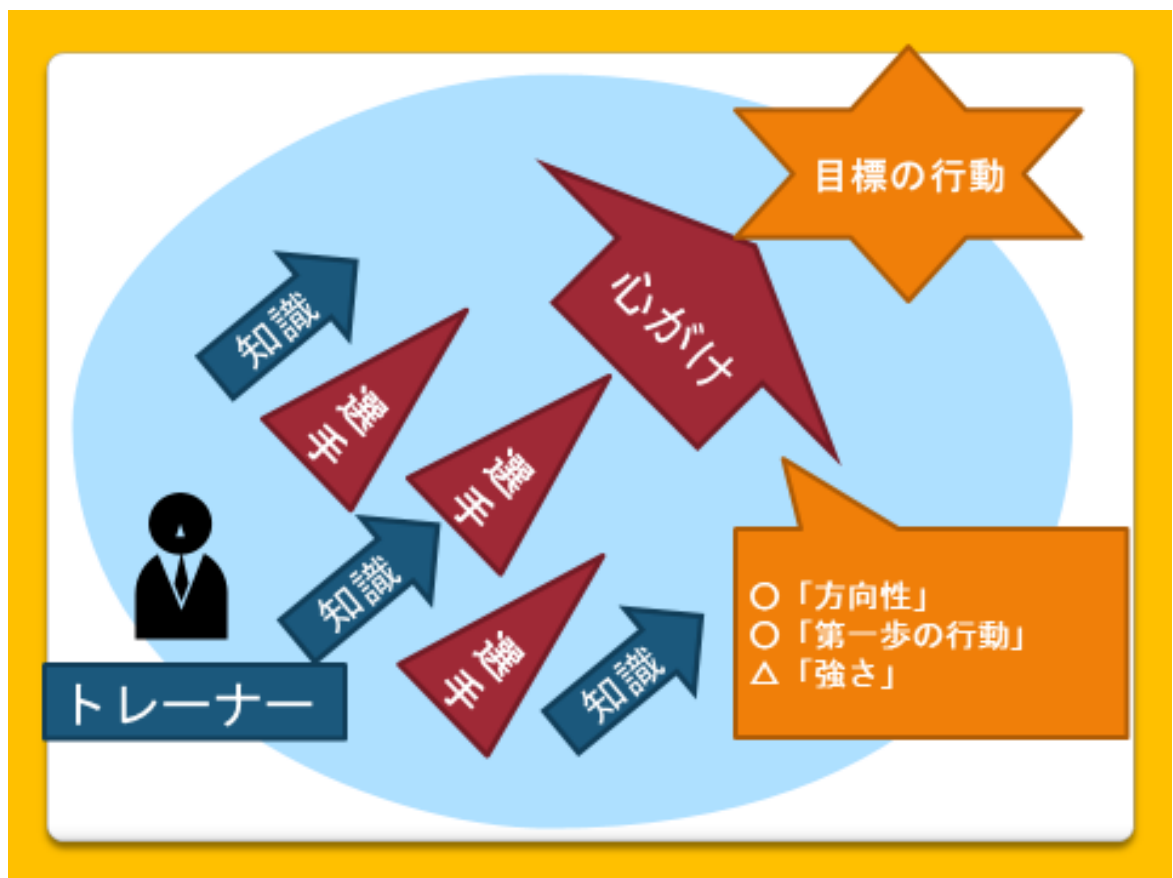 目標の行動
心がけ
知識
選手
選手
知識
選手
知識
トレーナー
○「方向性」
○「第一歩の行動」
△「強さ」